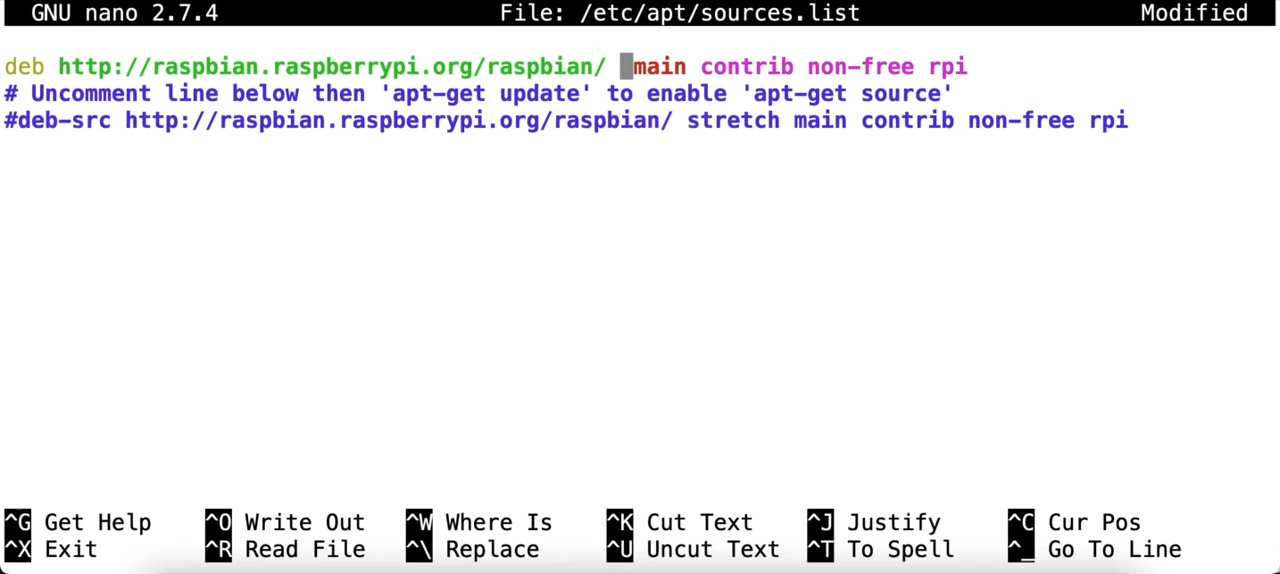 GNU nano 2.7.4 File: /etc/apt/sources.list Modified
deb http://raspbian.raspberrypi.org/raspbian/ main contrib non-free rpi
# Uncomment line below then 'apt-get update' to enable 'apt-get source'
#deb-src http://raspbian.raspberrypi.org/raspbian/ stretch main contrib non-free rpi
^G Get Help ^O Write Out ^W Where Is ^K Cut Text ^J Justify ^C Cur Pos
^X Exit ^R Read File ^\ Replace ^U Uncut Text ^T To Spell ^_ Go To Line